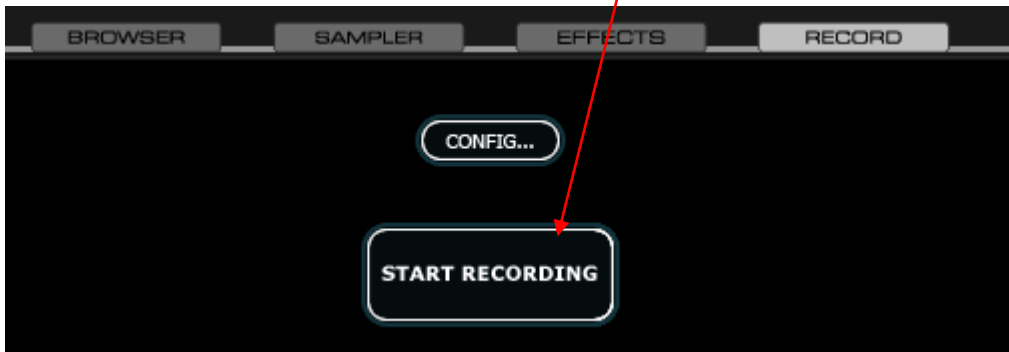 BROWSER SAMPLER EFFECTS RECORD
CONFIG...
START RECORDING